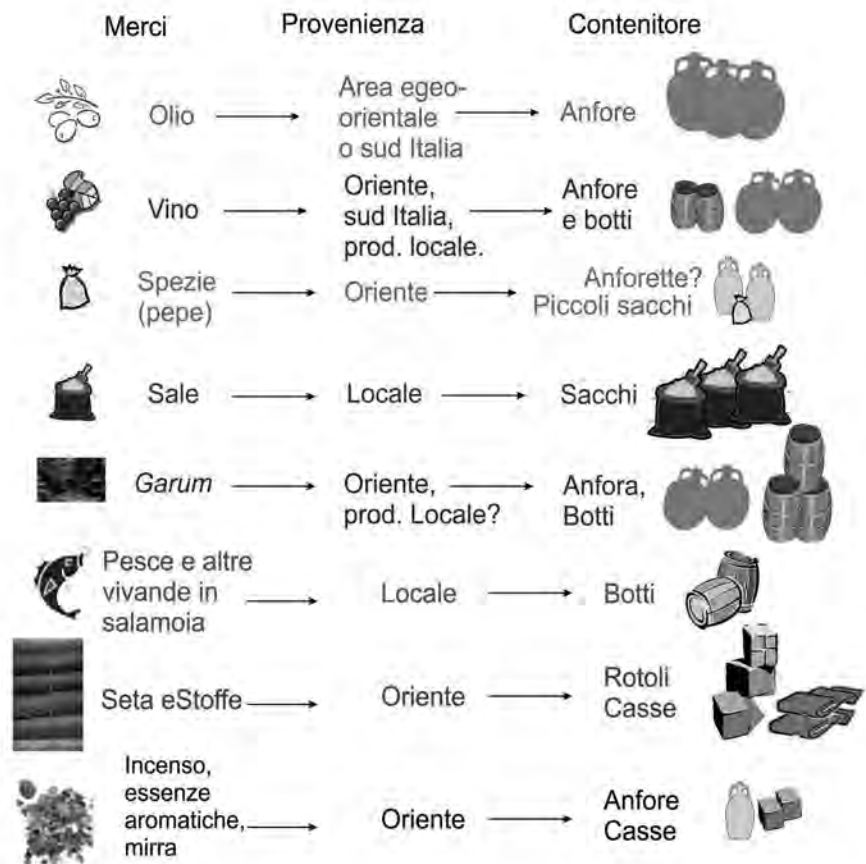 Merci Provenienza Contenitore
Olio
Area egeo-
orientale
o sud Italia
Anfore
Vino
Oriente,
sud Italia,
prod. locale.
Anfore
e botti
Spezie
(pepe)
Oriente
Anforette?
Piccoli sacchi
Sale
Locale
Sacchi
Garum
Oriente,
prod. Locale?
Anfora,
Botti
Pesce e altre
vivande in
salamoia
Locale
Botti
Seta eStoffe
Oriente
Rotoli
Casse
Incenso,
essenze
aromatiche,
mirra
Oriente
Anfore
Casse